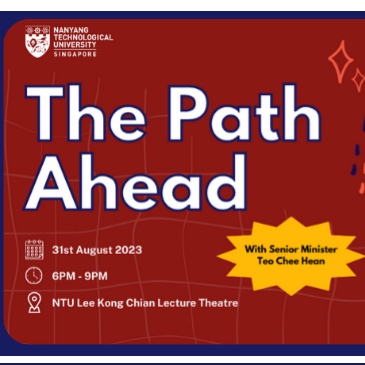 NANYANG
TECHNOLOGICAL
UNIVERSITY
SINGAPORE
The Path
Ahead
31st August 2023
6PM - 9PM
NTU Lee Kong Chian Lecture Theatre
With Senior Minister
Teo Chee Hean